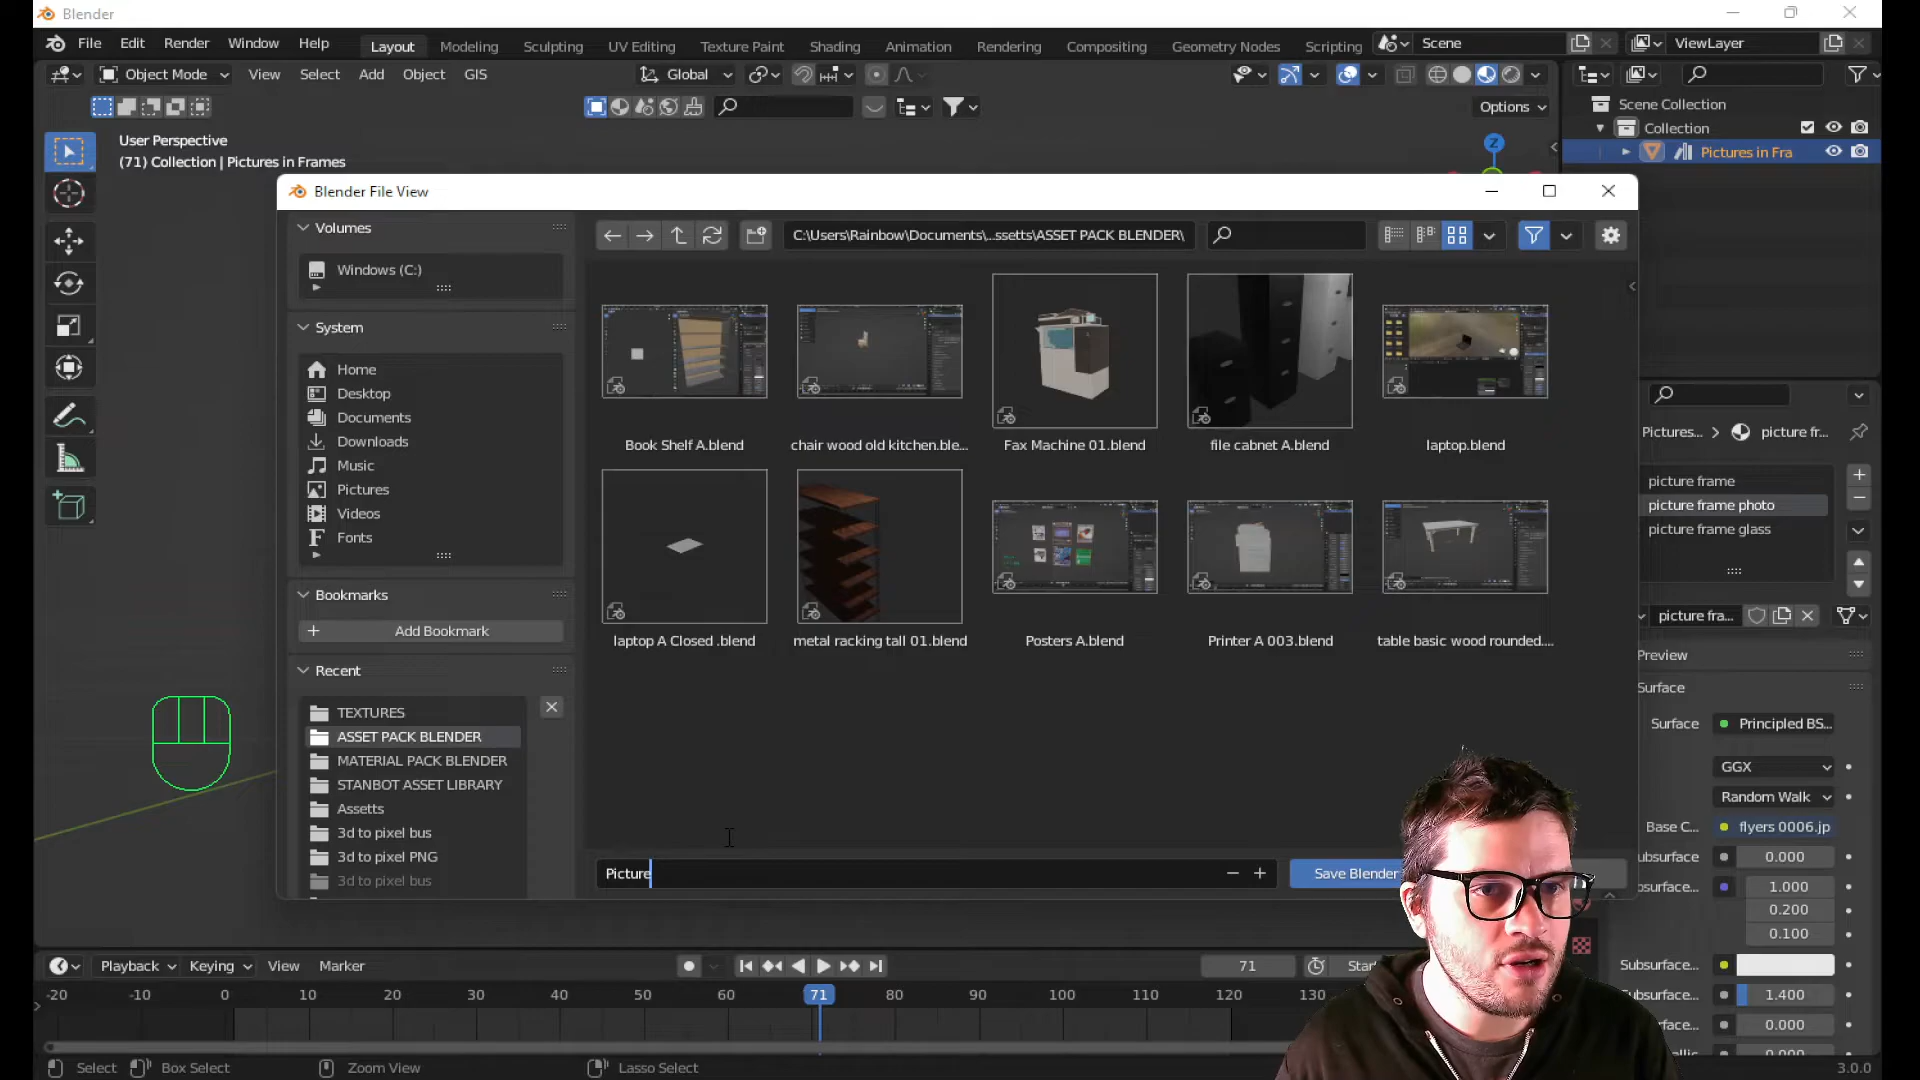 Blender
File Edit Render Window Help Layout Modeling Sculpting UV Editing Texture Paint Shading Animation Rendering Compositing Geometry Nodes Scripting Scene ViewLayer
Object Mode View Select Add Object GIS Global
Options
User Perspective
(71) Collection | Pictures in Frames
Scene Collection
Collection
Pictures in Fra
Blender File View
Volumes
Windows (C:)
System
Home
Desktop
Documents
Downloads
Music
Pictures
Videos
Fonts
Bookmarks
Add Bookmark
Recent
TEXTURES
ASSET PACK BLENDER
MATERIAL PACK BLENDER
STANBOT ASSET LIBRARY
Assetts
3d to pixel bus
3d to pixel PNG
3d to pixel bus
C:\Users\Rainbow\Documents\...ssetts\ASSET PACK BLENDER\
Book Shelf A.blend chair wood old kitchen.ble... Fax Machine 01.blend file cabnet A.blend laptop.blend
laptop A Closed .blend metal racking tall 01.blend Posters A.blend Printer A 003.blend table basic wood rounded....
Picture
Save Blender
Pictures... > picture fr...
picture frame
picture frame photo
picture frame glass
picture fra...
Preview
Surface
Surface Principled BS...
GGX
Random Walk
Base C... flyers 0006.jp
ubsurface 0.000
bsurface... 1.000
0.200
0.100
Subsurface...
ubsurface... 1.400
rface... 0.000
Playback Keying View Marker 71 Star
-20 -10 0 10 20 30 40 50 60 71 80 90 100 110 120 130
Select Box Select Zoom View Lasso Select 3.0.0